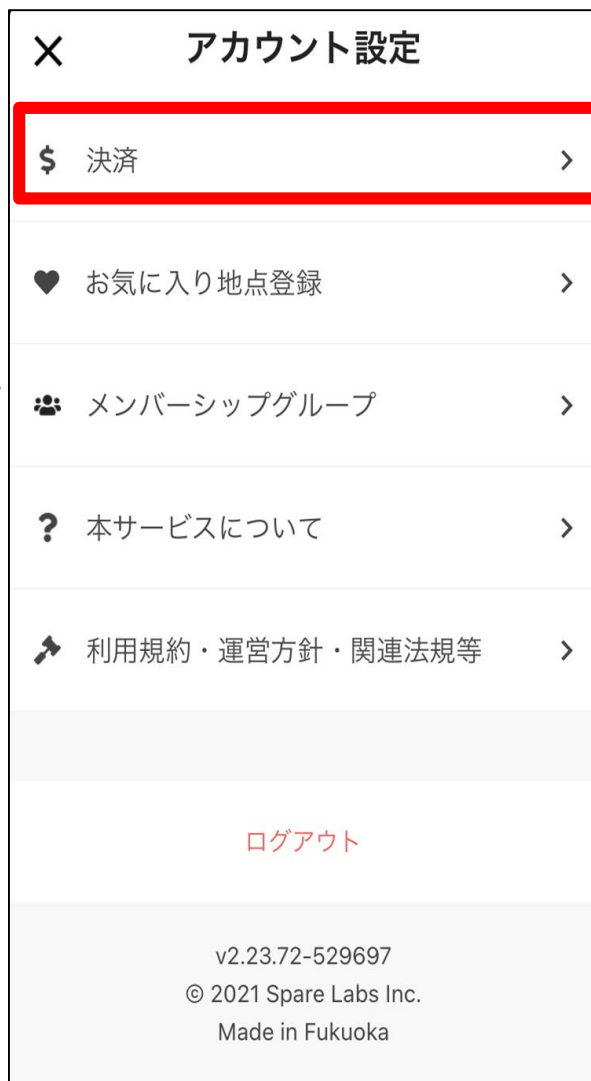 アカウント設定
決済
お気に入り地点登録
メンバーシップグループ
本サービスについて
利用規約・運営方針・関連法規等
ログアウト
v2.23.72-529697
© 2021 Spare Labs Inc.
Made in Fukuoka